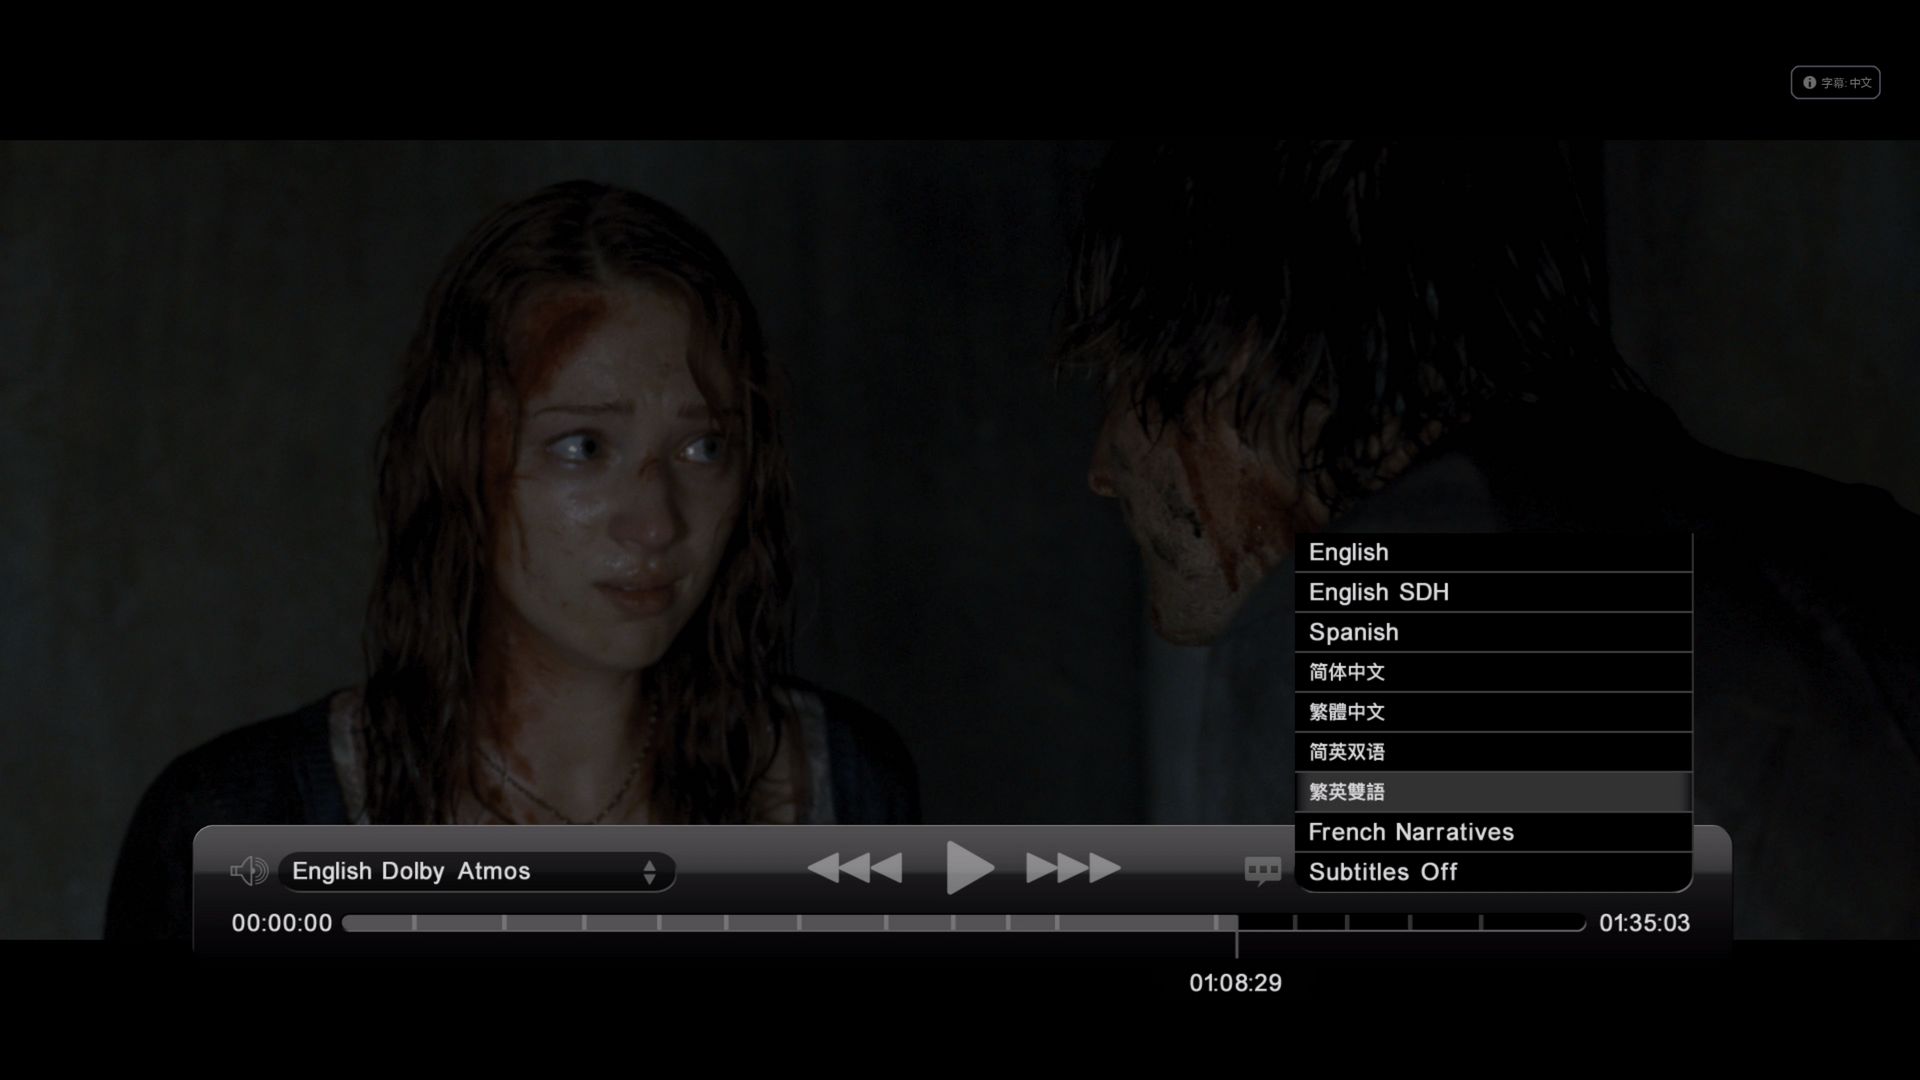 字幕: 中文
English
English SDH
Spanish
简体中文
繁體中文
简英双语
繁英雙語
French Narratives
Subtitles Off
English Dolby Atmos
00:00:00
01:35:03
01:08:29